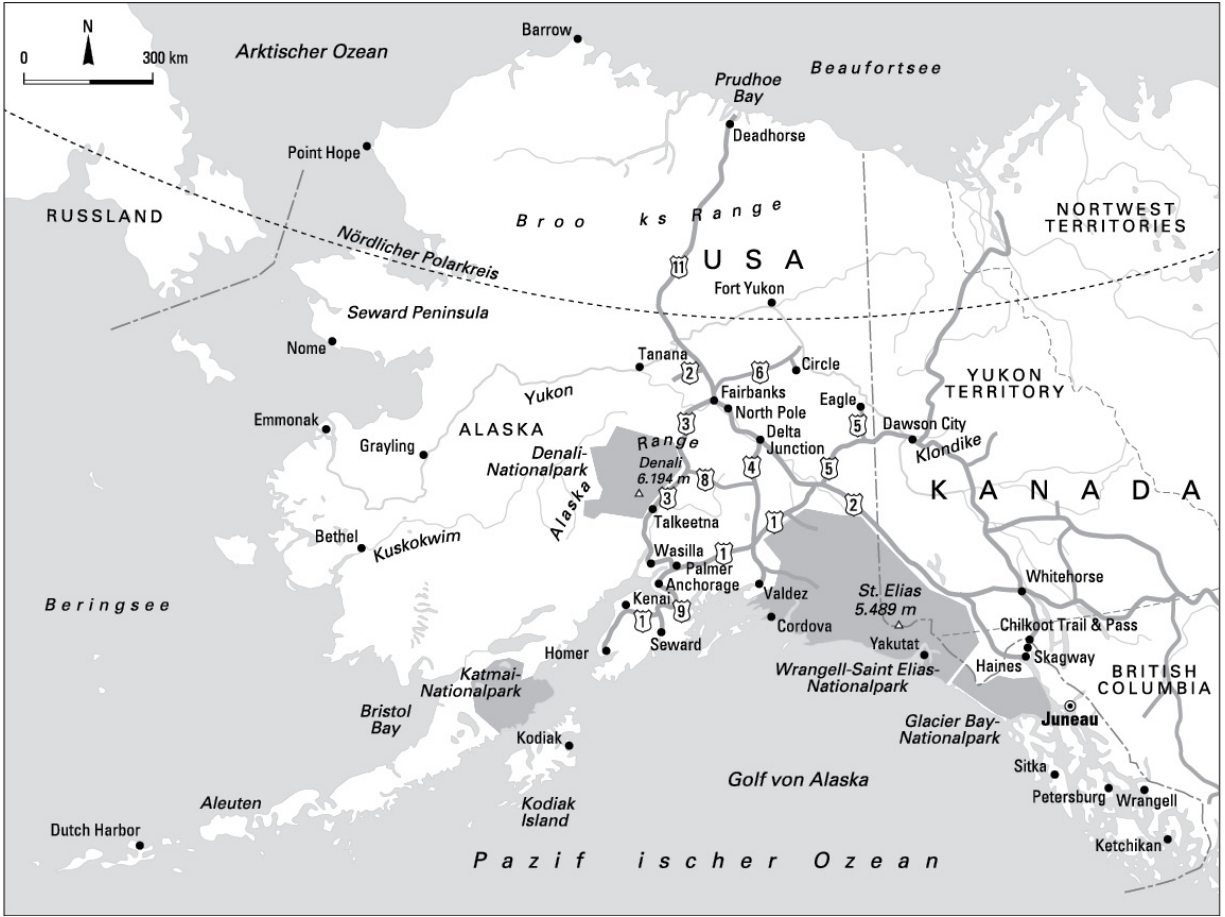 Barrow
N
0 300 km
Arktischer Ozean
Beaufortsee
Prudhoe
Bay
Deadhorse
Point Hope
RUSSLAND
Brooks Range
NORTWEST
TERRITORIES
Nördlicher Polarkreis
11
USA
Fort Yukon
Seward Peninsula
Nome
Tanana
2
6
Circle
YUKON
TERRITORY
Yukon
Fairbanks
North Pole
Eagle
5
Emmonak
3
Dawson City
Klondike
ALASKA
Grayling
Delta
Junction
Denali-
Nationalpark
Alaska Range
Denali
6.194 m
4
5
8
3
2
KANADA
Talkeetna
1
Bethel
Kuskokwim
Wasilla
1
Palmer
Anchorage
Whitehorse
Beringsee
Kenai
9
1
Valdez
St. Elias
5.489 m
Cordova
Chilkoot Trail & Pass
Seward
Homer
Yakutat
Haines
Skagway
Wrangell-Saint Elias-
Nationalpark
BRITISH
COLUMBIA
Katmai-
Nationalpark
Bristol
Bay
Glacier Bay-
Nationalpark
Juneau
Kodiak
Sitka
Golf von Alaska
Petersburg
Wrangell
Aleuten
Kodiak
Island
Dutch Harbor
Ketchikan
Pazifischer Ozean